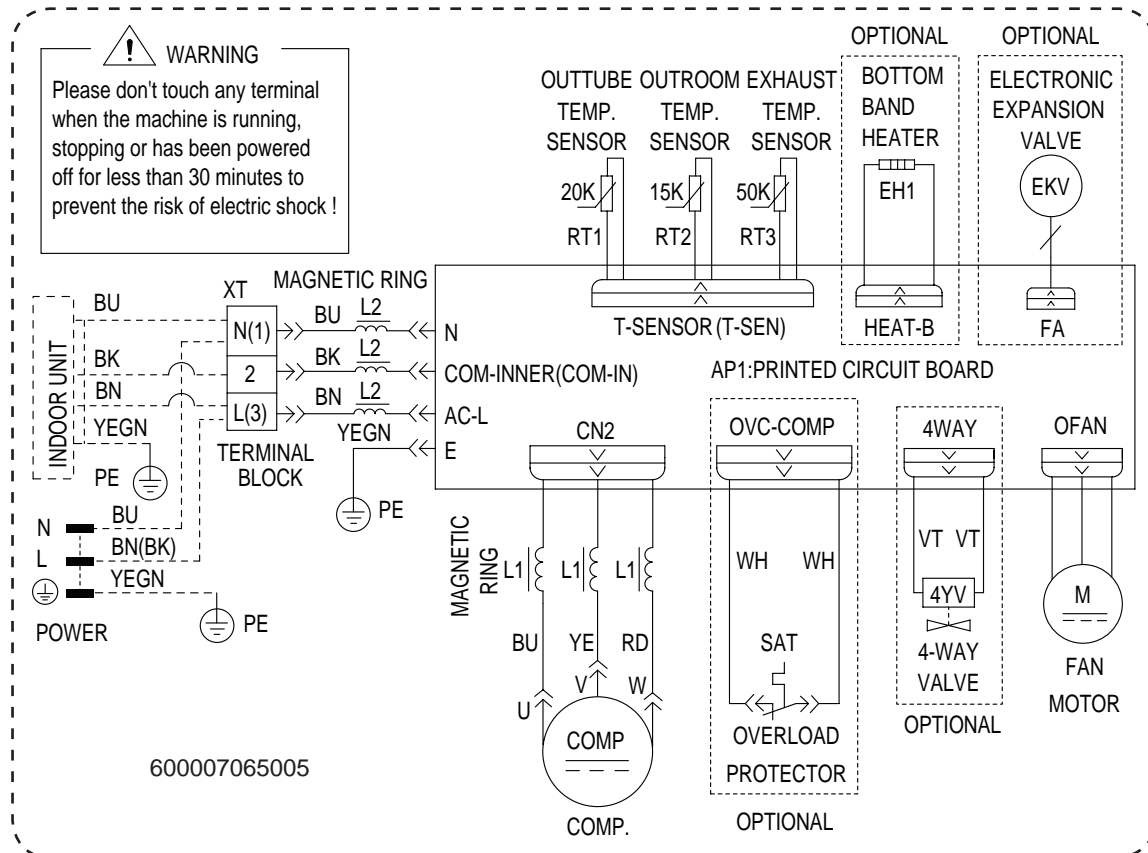 WARNING
Please don't touch any terminal
when the machine is running,
stopping or has been powered
off for less than 30 minutes to
prevent the risk of electric shock !
OUTTUBE OUTROOM EXHAUST
TEMP. TEMP. TEMP.
SENSOR SENSOR SENSOR
20K 15K 50K
RT1 RT2 RT3
T-SENSOR (T-SEN)
OPTIONAL
BOTTOM
BAND
HEATER
EH1
HEAT-B
OPTIONAL
ELECTRONIC
EXPANSION
VALVE
EKV
FA
INDOOR UNIT
BU
BK
BN
YEGN
PE
XT
N(1)
2
L(3)
TERMINAL
BLOCK
MAGNETIC RING
BU L2 N
BK L2 COM-INNER(COM-IN)
BN L2 AC-L
YEGN E
PE
AP1:PRINTED CIRCUIT BOARD
N BU
L BN(BK)
YEGN
PE
POWER
CN2
MAGNETIC
RING
L1 L1 L1
BU YE RD
U V W
COMP
COMP.
OVC-COMP
WH WH
SAT
OVERLOAD
PROTECTOR
OPTIONAL
4WAY
VT VT
4YV
4-WAY
VALVE
OPTIONAL
OFAN
M
FAN
MOTOR
600007065005